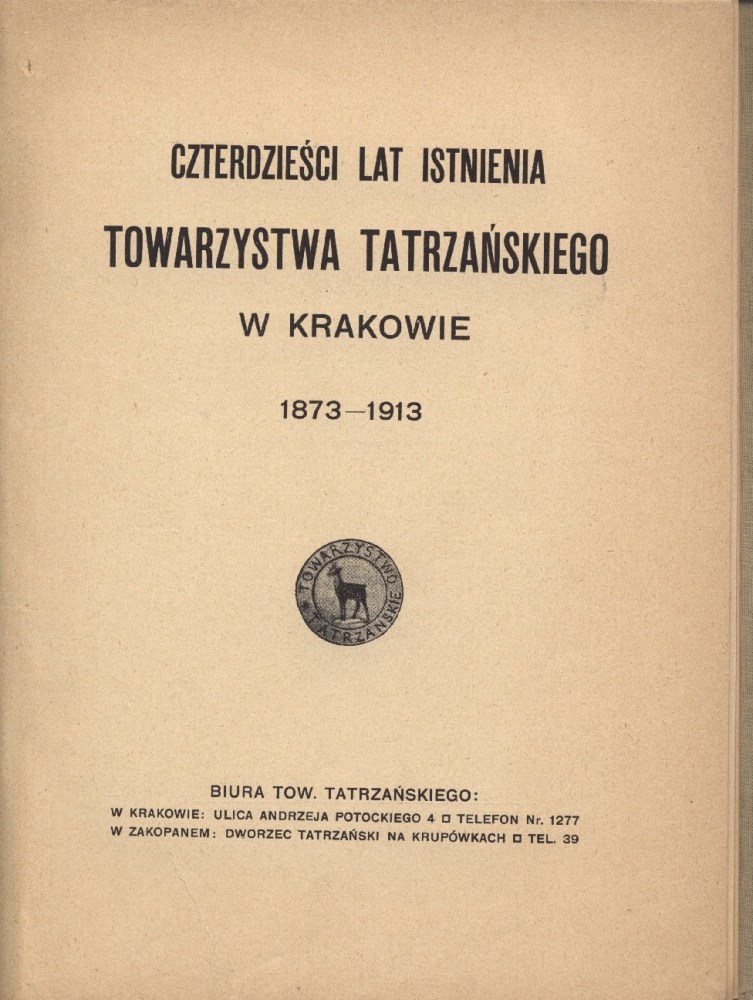 CZTERDZIEŚCI LAT ISTNIENIA
TOWARZYSTWA TATRZAŃSKIEGO
W KRAKOWIE
1873—1913
TOWARZYSTWO
TATRZAŃSKIE
BIURA TOW. TATRZAŃSKIEGO:
W KRAKOWIE: ULICA ANDRZEJA POTOCKIEGO 4 □ TELEFON Nr. 1277
W ZAKOPANEM: DWORZEC TATRZAŃSKI NA KRUPÓWKACH □ TEL. 39